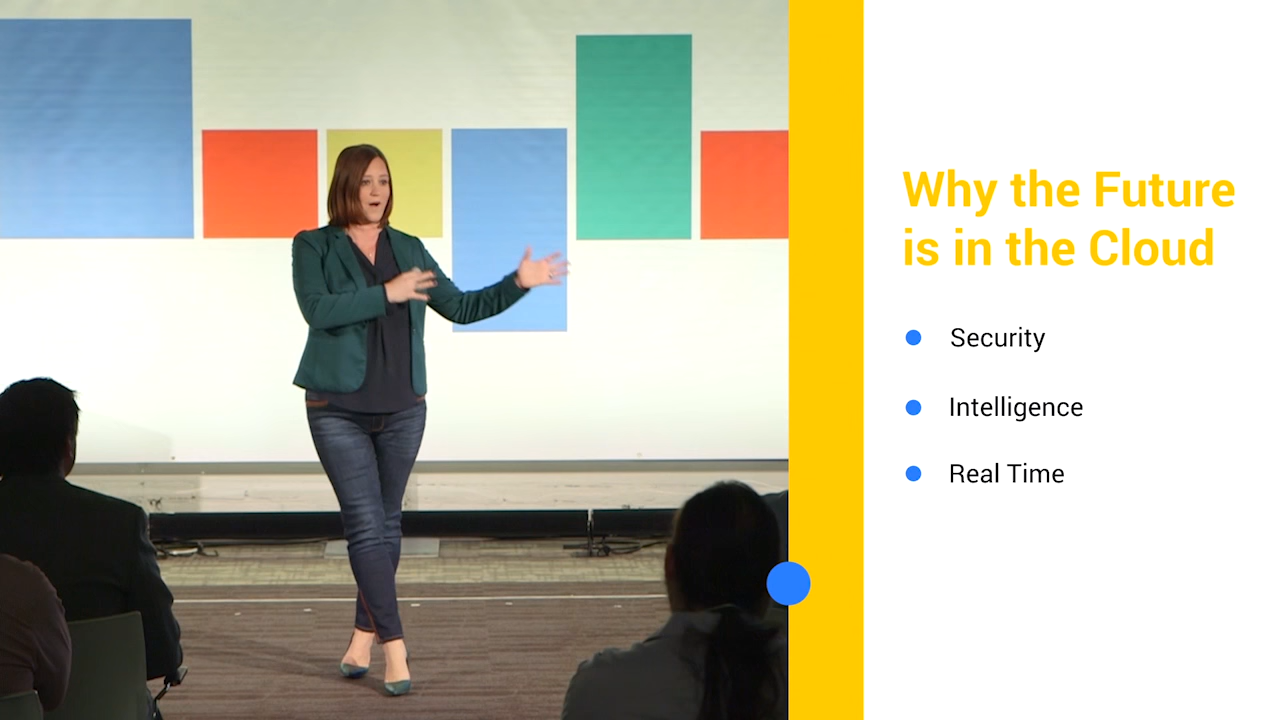 Why the Future
is in the Cloud
Security
Intelligence
Real Time